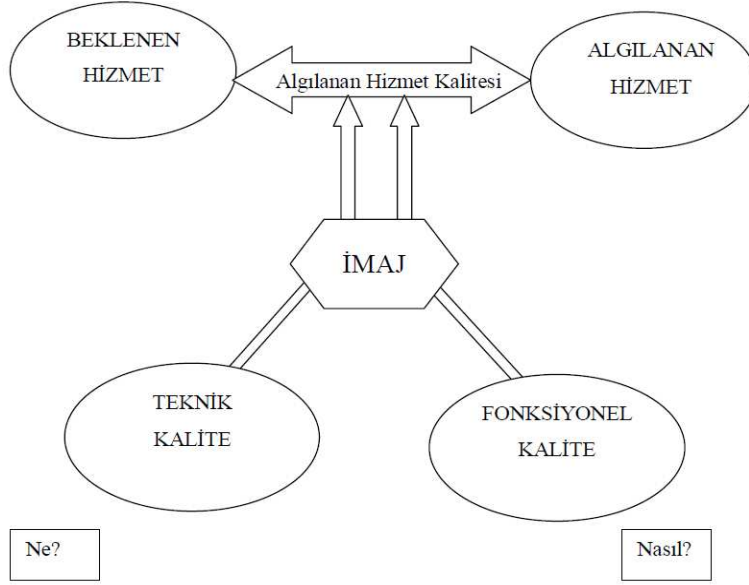 BEKLENEN
HİZMET
Algılanan Hizmet Kalitesi
ALGILANAN
HİZMET
İMAJ
TEKNİK
KALİTE
FONKSİYONEL
KALİTE
Ne?
Nasıl?